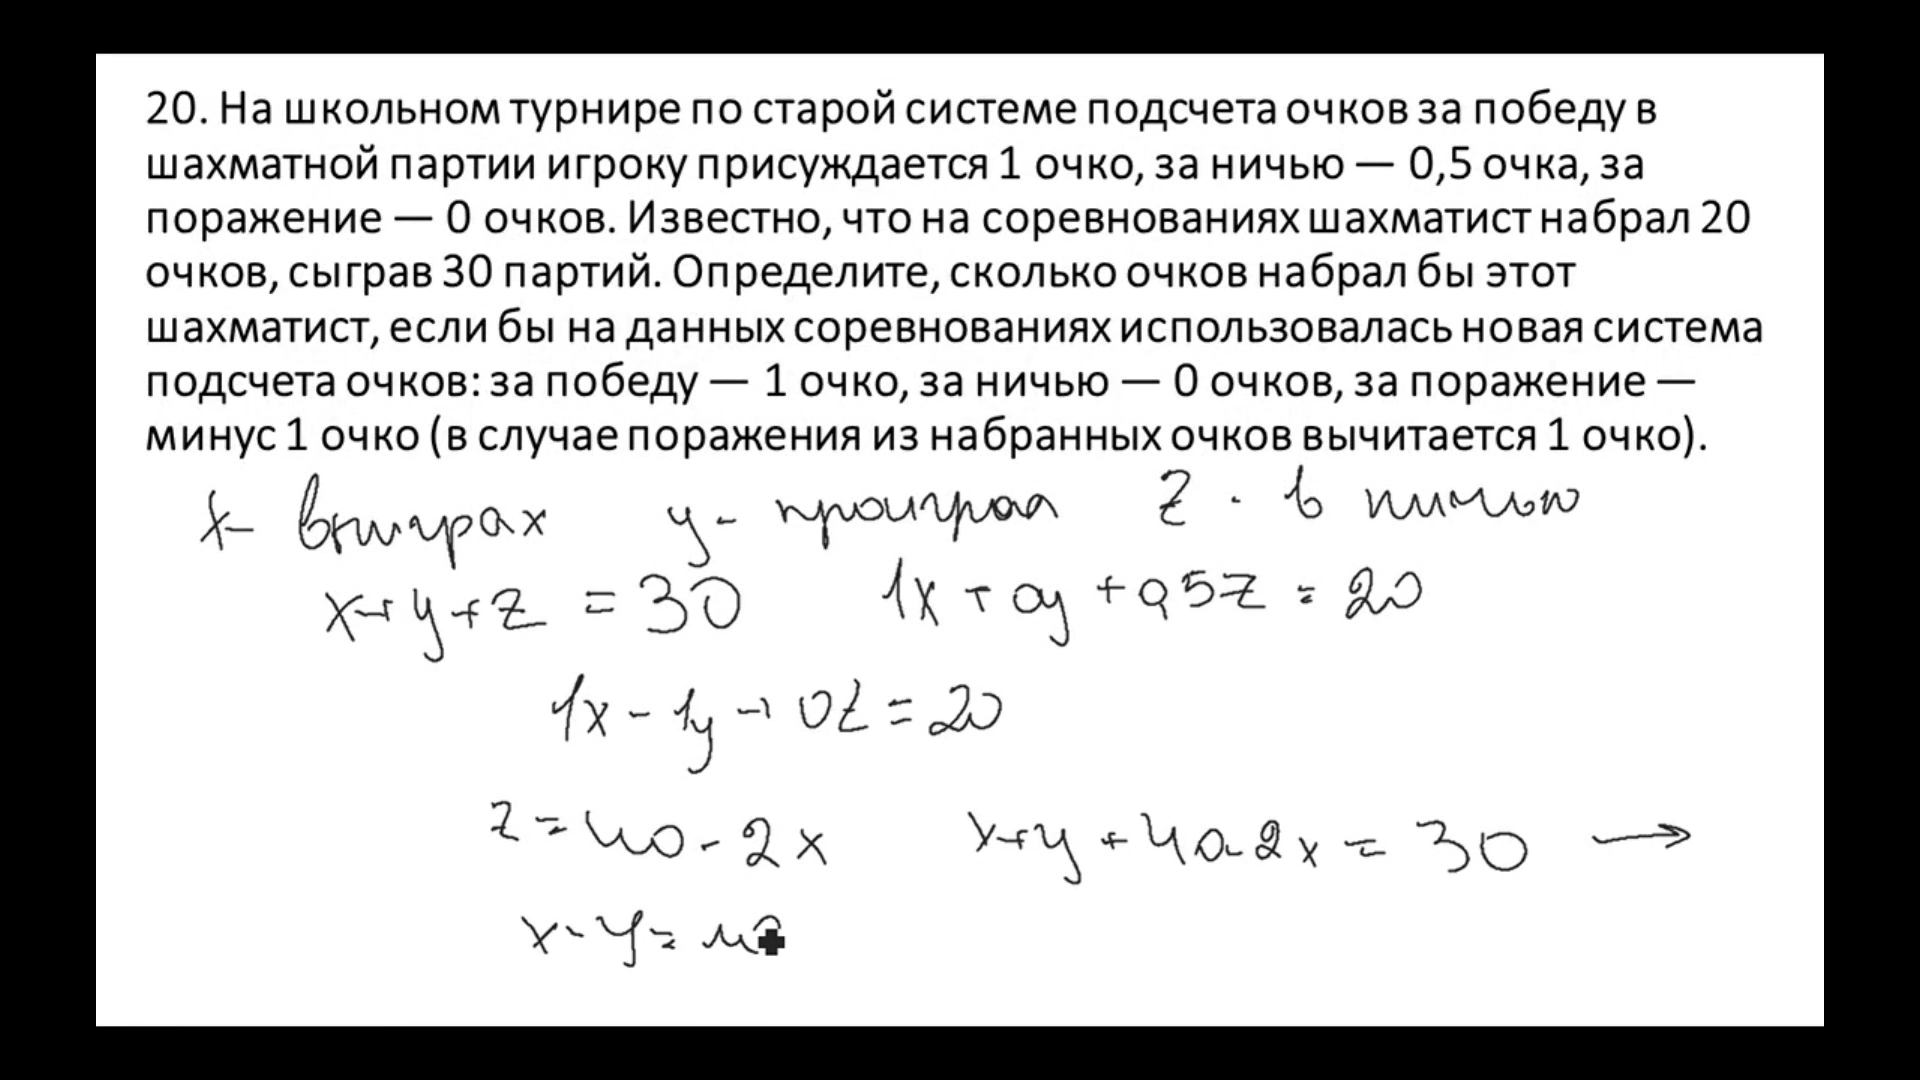 20. На школьном турнире по старой системе подсчета очков за победу в
шахматной партии игроку присуждается 1 очко, за ничью — 0,5 очка, за
поражение — 0 очков. Известно, что на соревнованиях шахматист набрал 20
очков, сыграв 30 партий. Определите, сколько очков набрал бы этот
шахматист, если бы на данных соревнованиях использовалась новая система
подсчета очков: за победу — 1 очко, за ничью — 0 очков, за поражение —
минус 1 очко (в случае поражения из набранных очков вычитается 1 очко).
x - выиграх y - проиграл z - в ничью
x+y+z = 30 1x + 0y + 0,5z = 20
1x - 1y + 0z = 20
z = 40 - 2x x+y + 40-2x = 30 →
x - y =